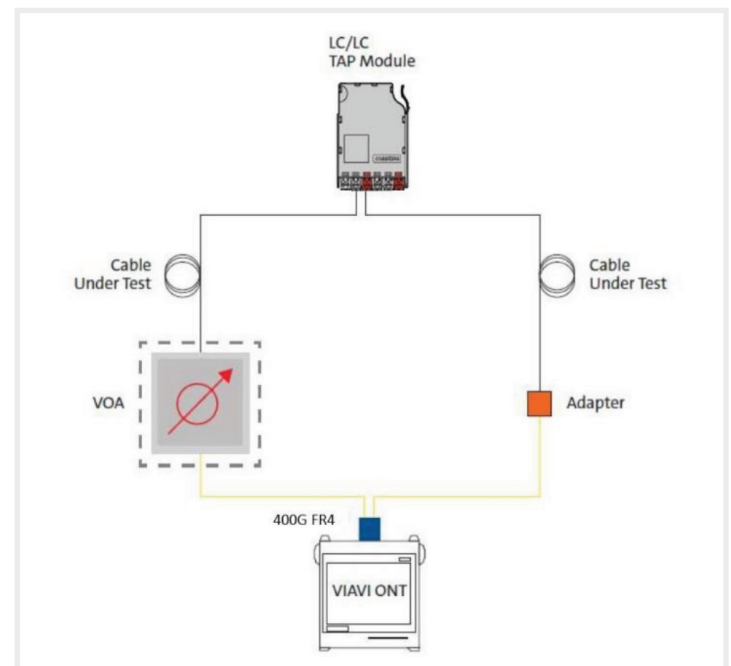 LC/LC
TAP Module
Cable
Under Test
Cable
Under Test
VOA
Adapter
400G FR4
VIAVI ONT